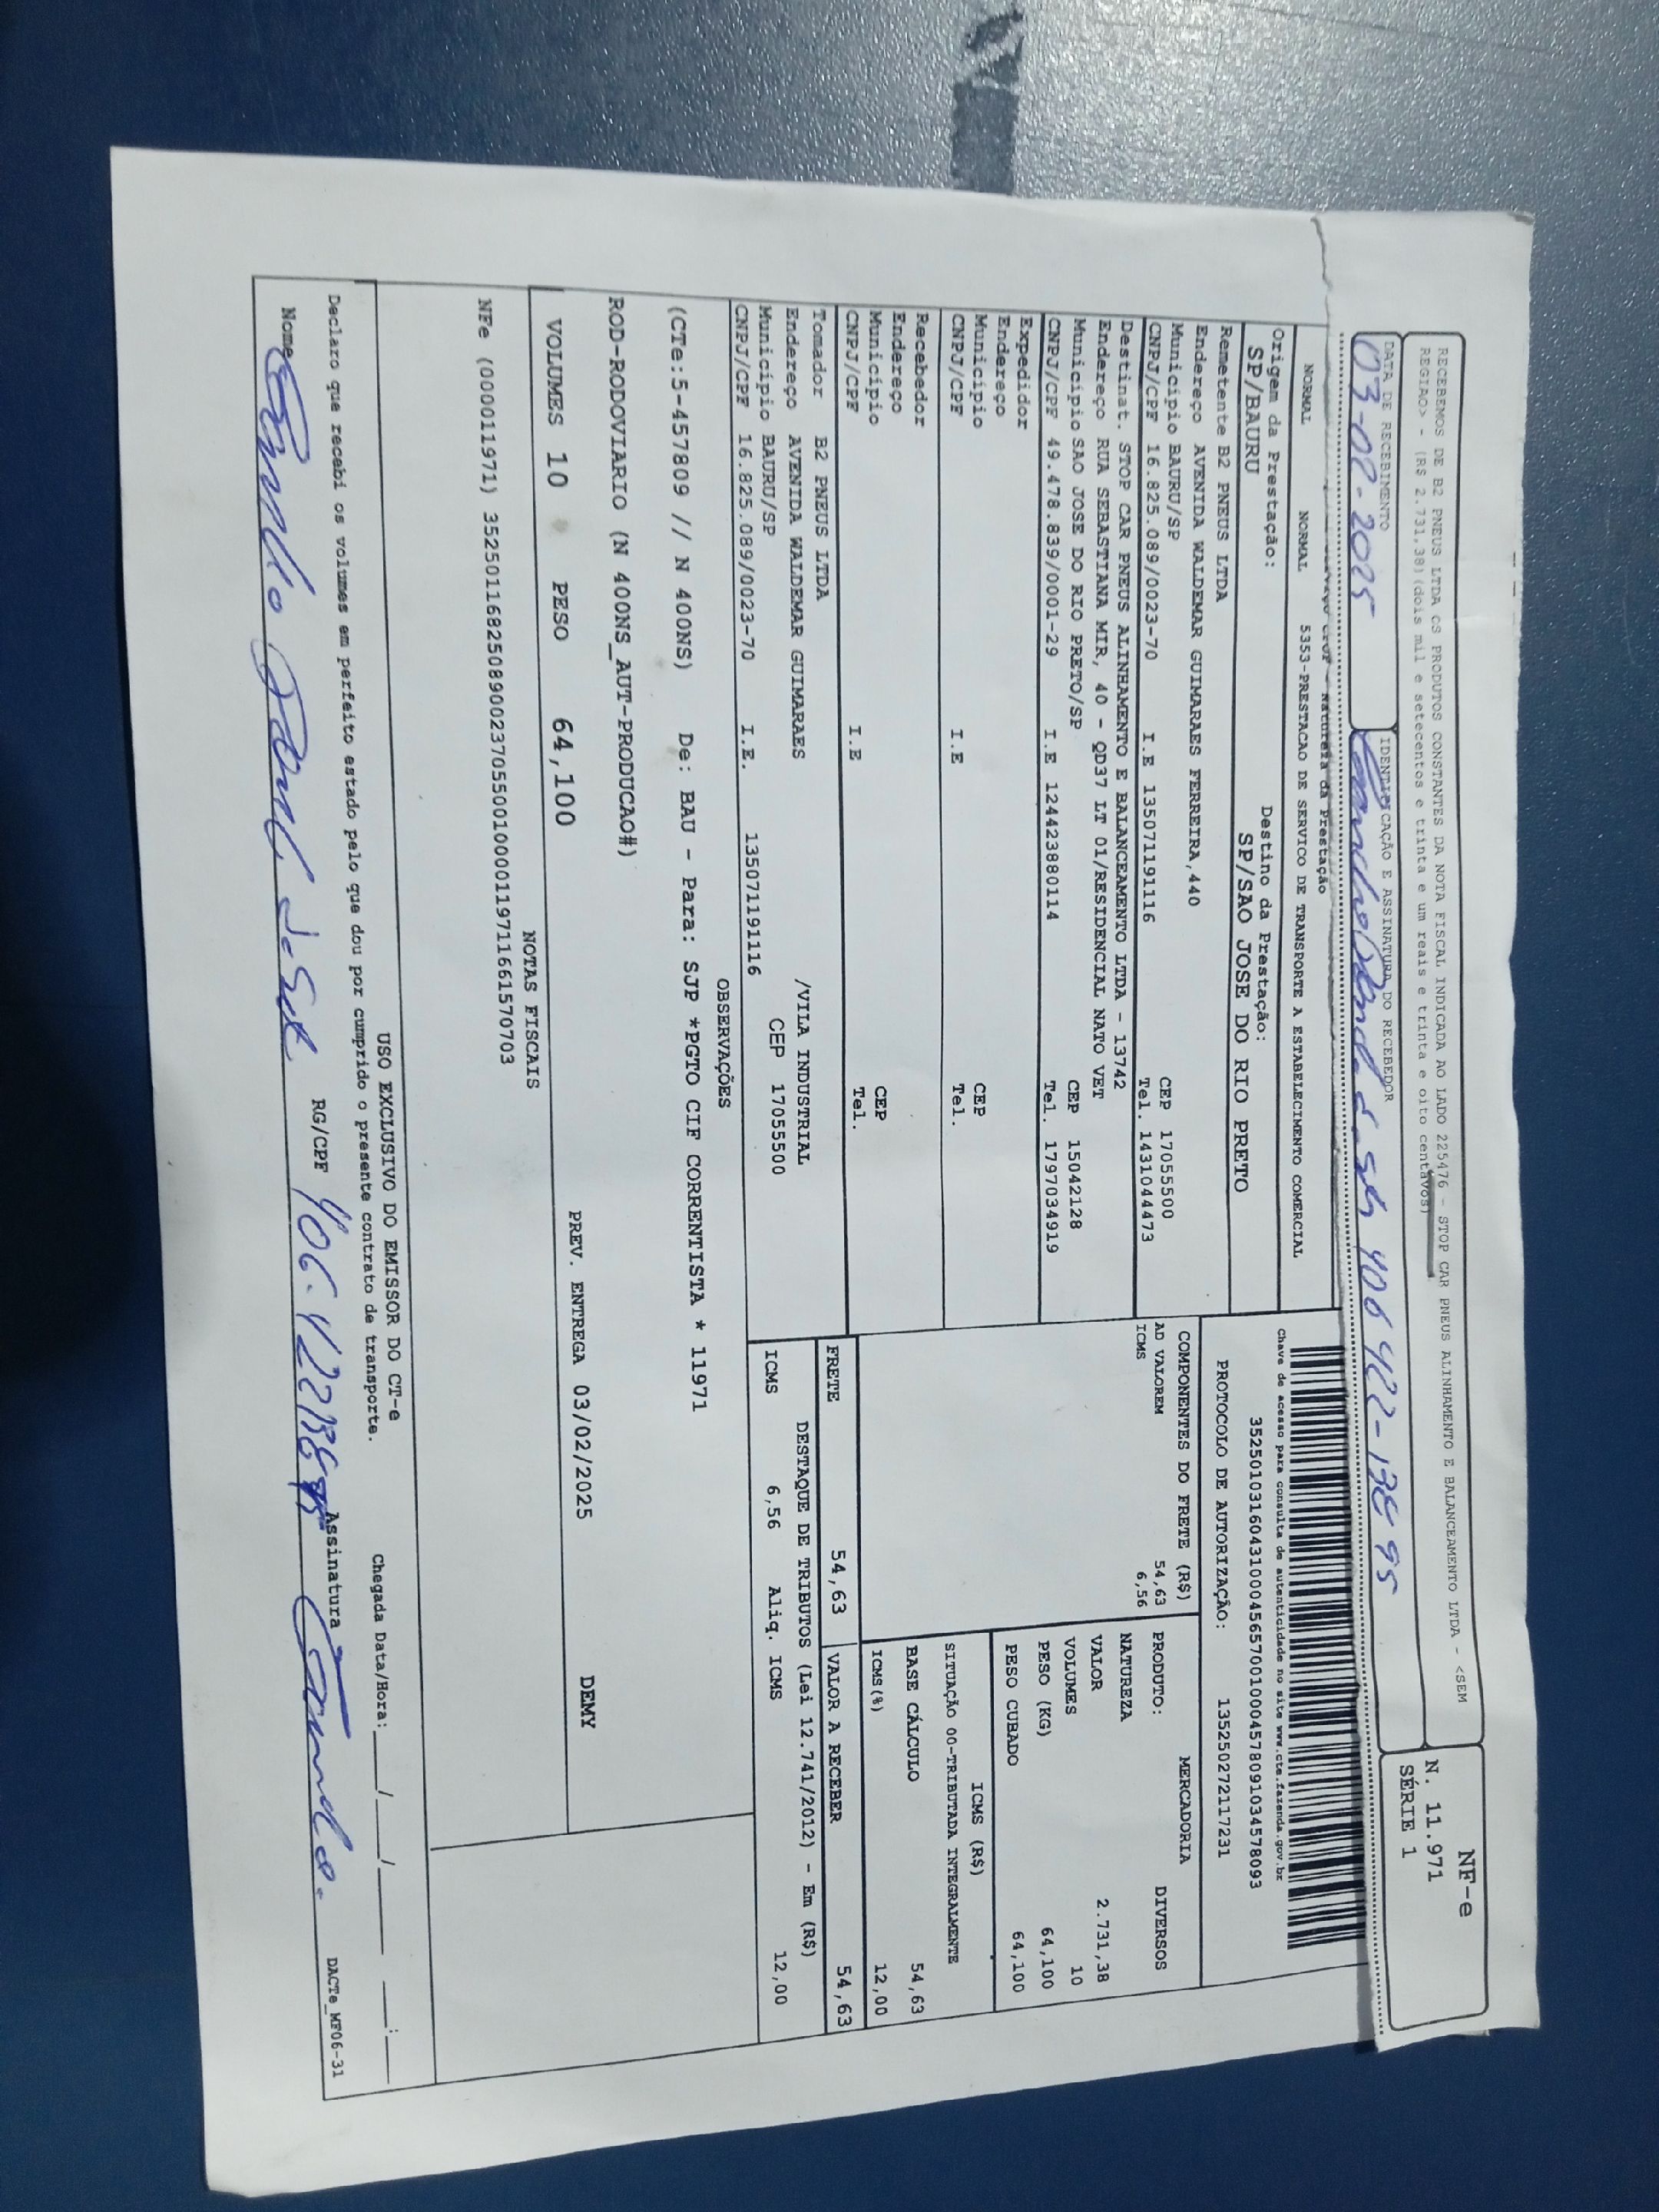 RECEBEMOS DE B2 PNEUS LTDA OS PRODUTOS CONSTANTES DA NOTA FISCAL INDICADA AO LADO 225476 - STOP CAR PNEUS ALINHAMENTO E BALANCEAMENTO LTDA - <SEM
REGIAO> - (R$ 2.731,38)(dois mil e setecentos e trinta e um reais e trinta e oito centavos)
NF-e
N. 11.971
SÉRIE 1
DATA DE RECEBIMENTO
IDENTIFICAÇÃO E ASSINATURA DO RECEBEDOR
03-02-2025
406 422-138 95
Natureza da Prestação
NORMAL NORMAL 5353-PRESTACAO DE SERVICO DE TRANSPORTE A ESTABELECIMENTO COMERCIAL
Chave de acesso para consulta de autenticidade no site www.cte.fazenda.gov.br
35250103160431000456570010004578091034578093
Origem da Prestação: Destino da Prestação:
SP/BAURU SP/SAO JOSE DO RIO PRETO
PROTOCOLO DE AUTORIZAÇÃO: 135250272117231
Remetente B2 PNEUS LTDA
Endereço AVENIDA WALDEMAR GUIMARAES FERREIRA,440
Município BAURU/SP CEP 17055500
CNPJ/CPF 16.825.089/0023-70 I.E 135071191116 Tel. 1431044473
Destinat. STOP CAR PNEUS ALINHAMENTO E BALANCEAMENTO LTDA - 13742
Endereço RUA SEBASTIANA MIR, 40 - QD37 LT 01/RESIDENCIAL NATO VET
Município SAO JOSE DO RIO PRETO/SP CEP 15042128
CNPJ/CPF 49.478.839/0001-29 I.E 124423880114 Tel. 1797034919
Expedidor
Endereço
Município CEP
CNPJ/CPF I.E Tel.
Recebedor
Endereço
Município CEP
CNPJ/CPF I.E Tel.
COMPONENTES DO FRETE (R$)
AD VALOREM 54,63
ICMS 6,56
MERCADORIA
PRODUTO: DIVERSOS
NATUREZA
VALOR 2.731,38
VOLUMES 10
PESO (KG) 64,100
PESO CUBADO 64,100
ICMS (R$)
SITUAÇÃO 00-TRIBUTADA INTEGRALMENTE
BASE CÁLCULO 54,63
ICMS(%) 12,00
Tomador B2 PNEUS LTDA
Endereço AVENIDA WALDEMAR GUIMARAES /VILA INDUSTRIAL
Município BAURU/SP CEP 17055500
CNPJ/CPF 16.825.089/0023-70 I.E. 135071191116
FRETE 54,63 VALOR A RECEBER 54,63
DESTAQUE DE TRIBUTOS (Lei 12.741/2012) - Em (R$)
ICMS 6,56 Aliq. ICMS 12,00
OBSERVAÇÕES
(CTe:5-457809 // N 400NS) De: BAU - Para: SJP *PGTO CIF CORRENTISTA * 11971
ROD-RODOVIARIO (N 400NS_AUT-PRODUCAO#)
VOLUMES 10 PESO 64,100 PREV. ENTREGA 03/02/2025 DEMY
NOTAS FISCAIS
NFe (000011971) 35250116825089002370550010000119711661570703
USO EXCLUSIVO DO EMISSOR DO CT-e
Declaro que recebi os volumes em perfeito estado pelo que dou por cumprido o presente contrato de transporte. Chegada Data/Hora:___/___/_____ ___:___
Nome RG/CPF Assinatura
DACTe_MF06-31